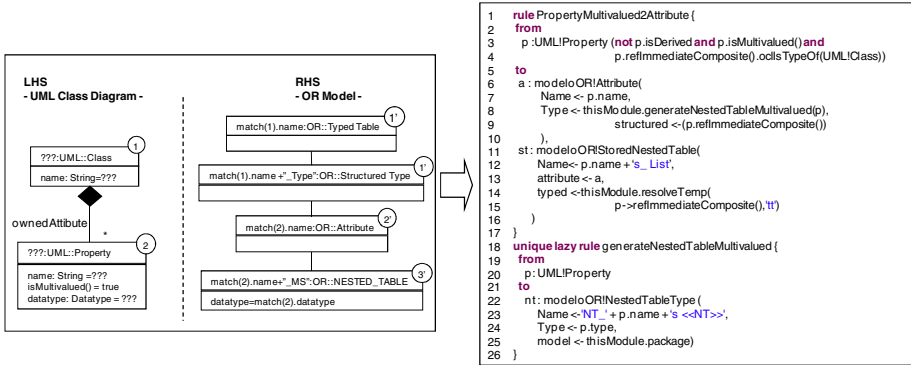 LHS
- UML Class Diagram -
1
???:UML::Class
name: String=???
ownedAttibute
*
2
???:UML::Property
name: String =???
isMultivalued() = true
datatype: Datatype = ???
RHS
- OR Model -
1'
match(1).name:OR::Typed Table
1'
match(1).name +"_Type":OR::Structured Type
2'
match(2).name:OR::Attribute
3'
match(2).name+"_MS":OR::NESTED_TABLE
datatype=match(2).datatype
1 rule PropertyMultivalued2Attribute {
2 from
3 p :UML!Property (not p.isDerived and p.isMultivalued() and
4 p.refImmediateComposite().oclIsTypeOf(UML!Class))
5 to
6 a : modeloOR!Attribute(
7 Name <- p.name,
8 Type <- thisModule.generateNestedTableMultivalued(p),
9 structured <-(p.refImmediateComposite())
10 ),
11 st : modeloOR!StoredNestedTable(
12 Name<- p.name + 's_ List',
13 attribute <- a,
14 typed <-thisModule.resolveTemp(
15 p->refImmediateComposite(),'tt')
16 )
17 }
18 unique lazy rule generateNestedTableMultivalued {
19 from
20 p: UML!Property
21 to
22 nt : modeloOR!NestedTableType (
23 Name <-'NT_' + p.name + 's <<NT>>',
24 Type <- p.type,
25 model <- thisModule.package)
26 }